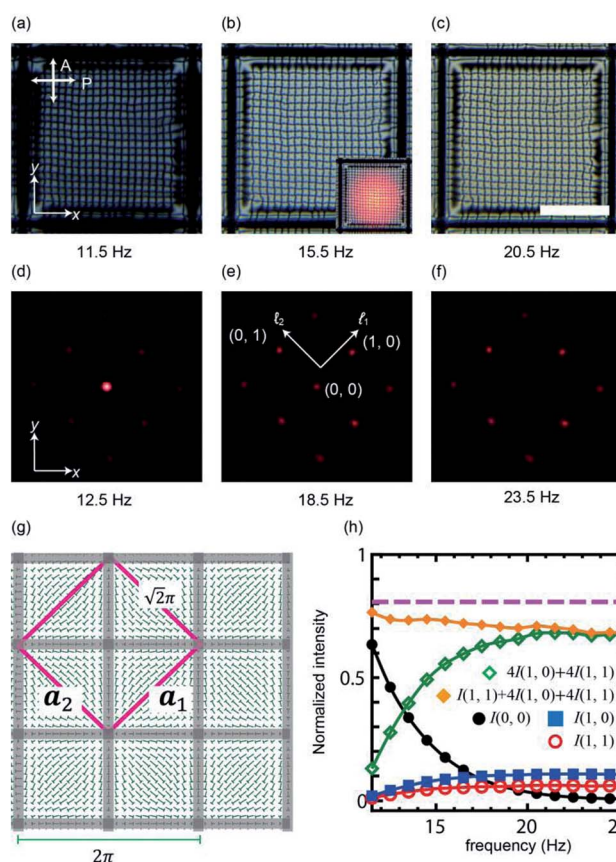 (a) (b) (c)
A
P
y
x
11.5 Hz 15.5 Hz 20.5 Hz
(d) (e) (f)
ℓ₂ ℓ₁
(0, 1) (1, 0)
(0, 0)
y
x
12.5 Hz 18.5 Hz 23.5 Hz
(g) (h)
√2π
a₂ a₁
2π
1
Normalized intensity
0.5
4I(1, 0)+4I(1, 1)
I(1, 1)+4I(1, 0)+4I(1, 1)
I(0, 0) I(1, 0)
I(1, 1)
0
15 20 2
frequency (Hz)